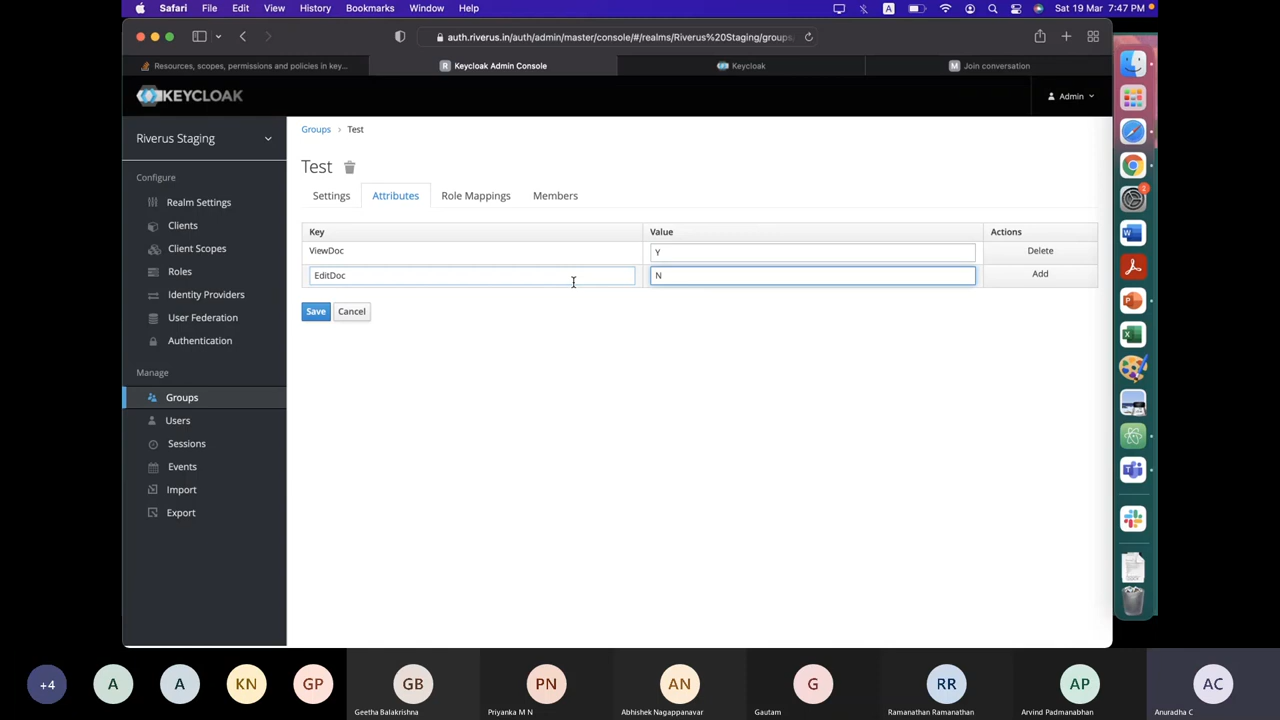 Safari File Edit View History Bookmarks Window Help
A
Sat 19 Mar 7:47 PM
auth.riverus.in/auth/admin/master/console/#/realms/Riverus%20Staging/groups/
Resources, scopes, permissions and policies in key...
R Keycloak Admin Console
Keycloak
M Join conversation
KEYCLOAK
Admin
Riverus Staging
Groups > Test
Test
Configure
Settings Attributes Role Mappings Members
Realm Settings
Clients
Client Scopes
Roles
Identity Providers
User Federation
Authentication
Key Value Actions
ViewDoc Y Delete
EditDoc N Add
Save Cancel
Manage
Groups
Users
Sessions
Events
Import
Export
2
+4 A A KN GP GB PN AN G RR AP AC
Geetha Balakrishna Priyanka M N Abhishek Nagappanavar Gautam Ramanathan Ramanathan Arvind Padmanabhan Anuradha C